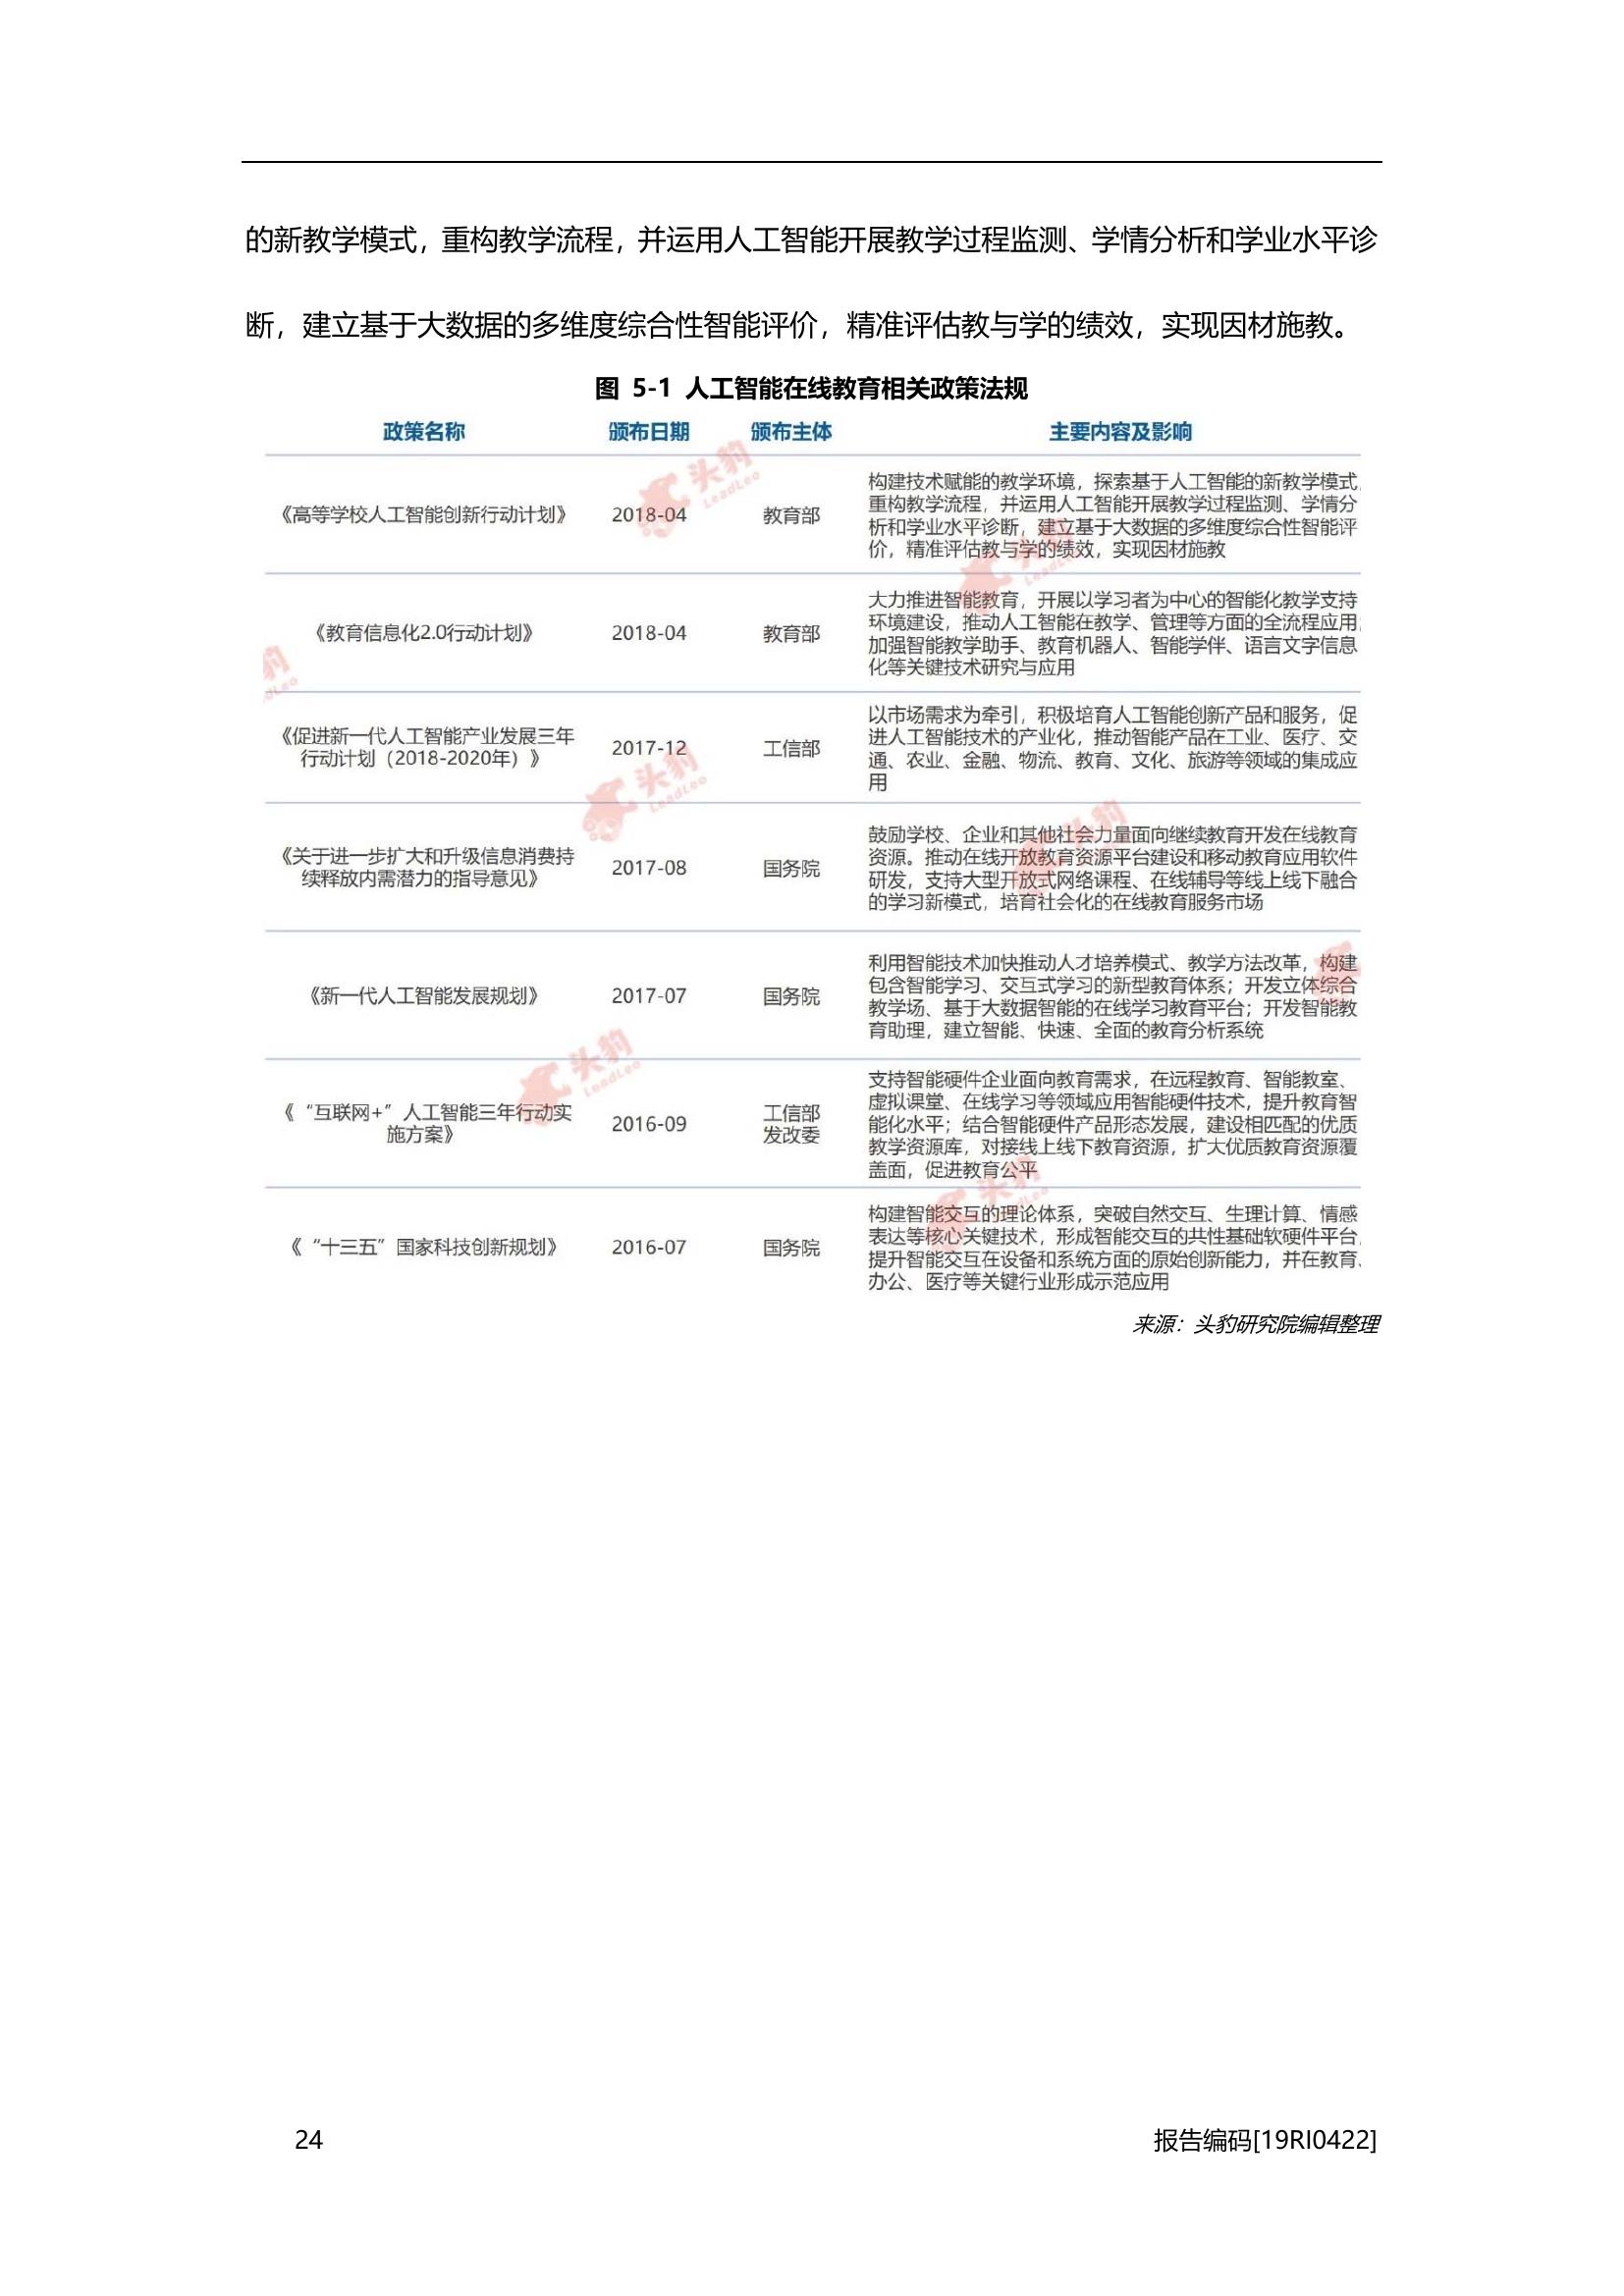 的新教学模式，重构教学流程，并运用人工智能开展教学过程监测、学情分析和学业水平诊
断，建立基于大数据的多维度综合性智能评价，精准评估教与学的绩效，实现因材施教。
图 5-1 人工智能在线教育相关政策法规
政策名称 颁布日期 颁布主体 主要内容及影响
《高等学校人工智能创新行动计划》 2018-04 教育部
构建技术赋能的教学环境，探索基于人工智能的新教学模式，
重构教学流程，并运用人工智能开展教学过程监测、学情分
析和学业水平诊断，建立基于大数据的多维度综合性智能评
价，精准评估教与学的绩效，实现因材施教
《教育信息化2.0行动计划》 2018-04 教育部
大力推进智能教育，开展以学习者为中心的智能化教学支持
环境建设，推动人工智能在教学、管理等方面的全流程应用；
加强智能教学助手、教育机器人、智能学伴、语言文字信息
化等关键技术研究与应用
《促进新一代人工智能产业发展三年
行动计划（2018-2020年）》
2017-12 工信部
以市场需求为牵引，积极培育人工智能创新产品和服务，促
进人工智能技术的产业化，推动智能产品在工业、医疗、交
通、农业、金融、物流、教育、文化、旅游等领域的集成应
用
《关于进一步扩大和升级信息消费持
续释放内需潜力的指导意见》
2017-08 国务院
鼓励学校、企业和其他社会力量面向继续教育开发在线教育
资源。推动在线开放教育资源平台建设和移动教育应用软件
研发，支持大型开放式网络课程、在线辅导等线上线下融合
的学习新模式，培育社会化的在线教育服务市场
《新一代人工智能发展规划》 2017-07 国务院
利用智能技术加快推动人才培养模式、教学方法改革，构建
包含智能学习、交互式学习的新型教育体系；开发立体综合
教学场、基于大数据智能的在线学习教育平台；开发智能教
育助理，建立智能、快速、全面的教育分析系统
《“互联网+”人工智能三年行动实
施方案》
2016-09
工信部
发改委
支持智能硬件企业面向教育需求，在远程教育、智能教室、
虚拟课堂、在线学习等领域应用智能硬件技术，提升教育智
能化水平；结合智能硬件产品形态发展，建设相匹配的优质
教学资源库，对接线上线下教育资源，扩大优质教育资源覆
盖面，促进教育公平
《“十三五”国家科技创新规划》 2016-07 国务院
构建智能交互的理论体系，突破自然交互、生理计算、情感
表达等核心关键技术，形成智能交互的共性基础软硬件平台，
提升智能交互在设备和系统方面的原始创新能力，并在教育、
办公、医疗等关键行业形成示范应用
来源：头豹研究院编辑整理
24 报告编码[19RI0422]
头豹
LeadLeo